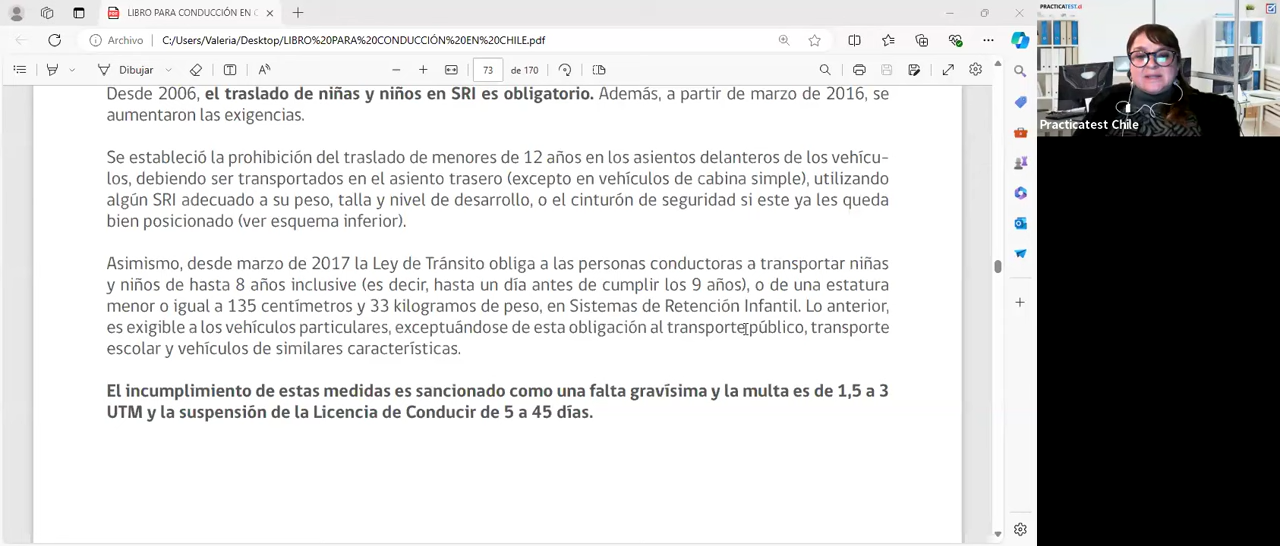 LIBRO PARA CONDUCCIÓN EN C
Archivo C:/Users/Valeria/Desktop/LIBRO%20PARA%20CONDUCCIÓN%20EN%20CHILE.pdf
Dibujar 73 de 170
PRACTICATEST.cl
Practicatest Chile
Desde 2006, el traslado de niñas y niños en SRI es obligatorio. Además, a partir de marzo de 2016, se
aumentaron las exigencias.
Se estableció la prohibición del traslado de menores de 12 años en los asientos delanteros de los vehícu-
los, debiendo ser transportados en el asiento trasero (excepto en vehículos de cabina simple), utilizando
algún SRI adecuado a su peso, talla y nivel de desarrollo, o el cinturón de seguridad si este ya les queda
bien posicionado (ver esquema inferior).
Asimismo, desde marzo de 2017 la Ley de Tránsito obliga a las personas conductoras a transportar niñas
y niños de hasta 8 años inclusive (es decir, hasta un día antes de cumplir los 9 años), o de una estatura
menor o igual a 135 centímetros y 33 kilogramos de peso, en Sistemas de Retención Infantil. Lo anterior,
es exigible a los vehículos particulares, exceptuándose de esta obligación al transporte público, transporte
escolar y vehículos de similares características.
El incumplimiento de estas medidas es sancionado como una falta gravísima y la multa es de 1,5 a 3
UTM y la suspensión de la Licencia de Conducir de 5 a 45 días.